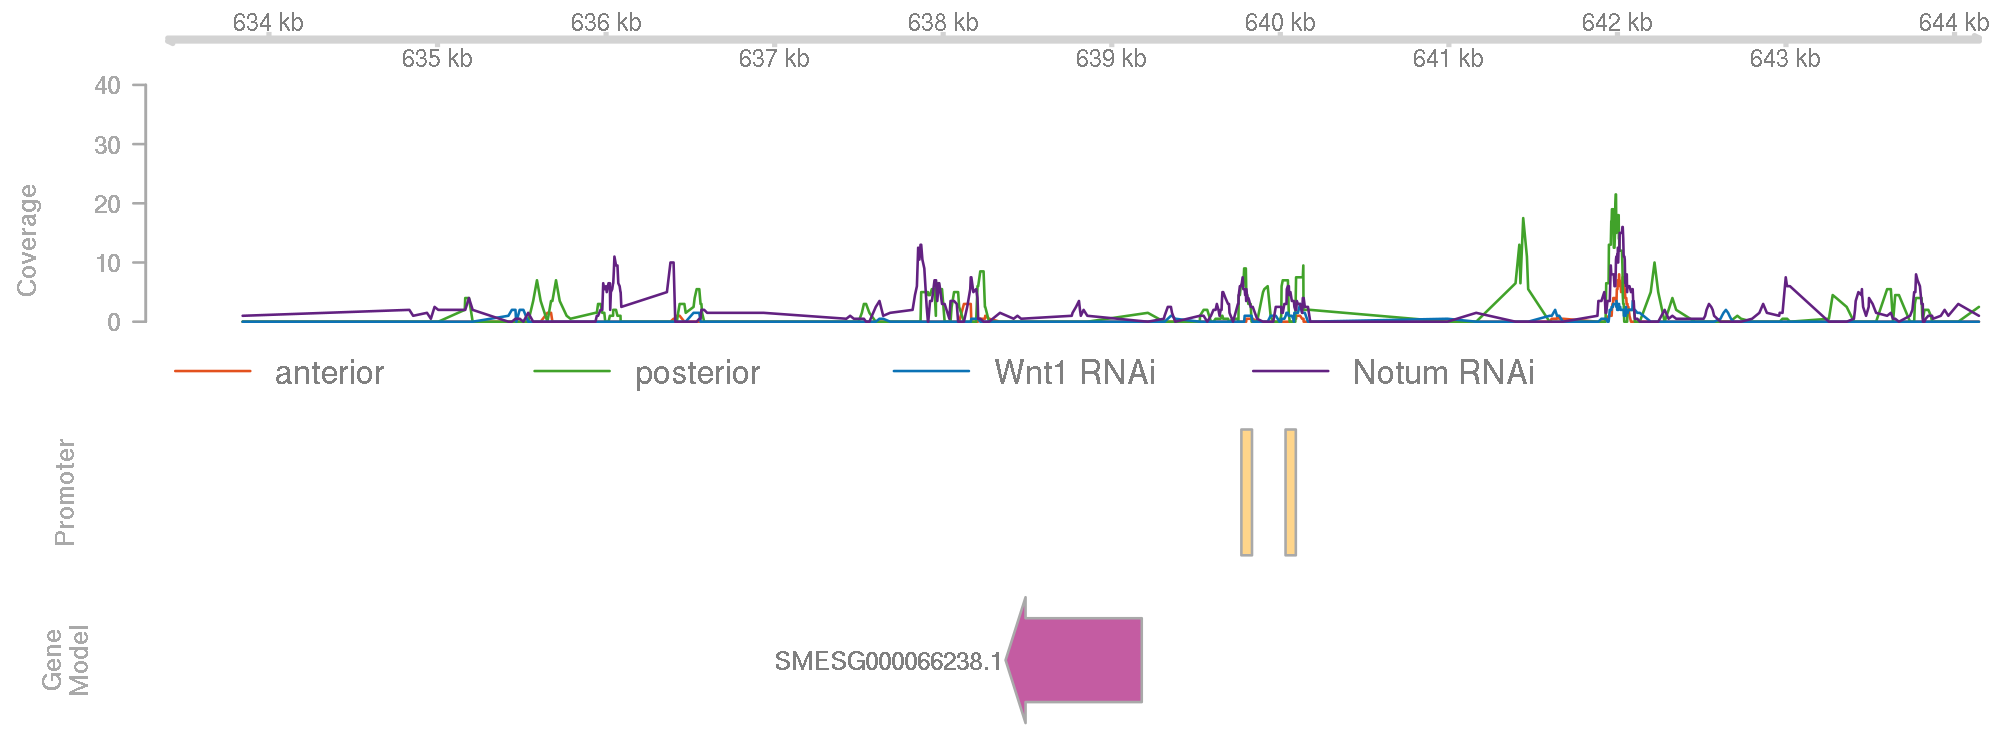 634 kb 636 kb 638 kb 640 kb 642 kb 644 kb
635 kb 637 kb 639 kb 641 kb 643 kb
40
30
20
10
0
Coverage
anterior posterior Wnt1 RNAi Notum RNAi
Promoter
Gene
Model
SMESG000066238.1